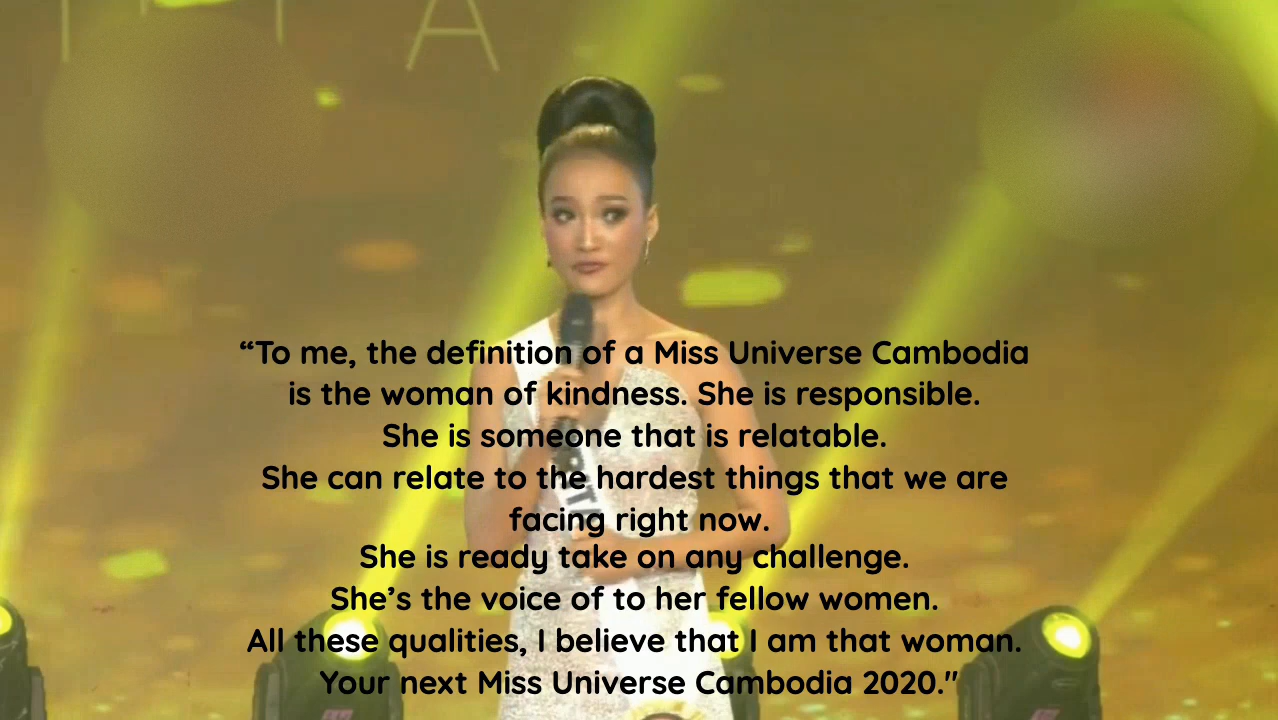 “To me, the definition of a Miss Universe Cambodia
is the woman of kindness. She is responsible.
She is someone that is relatable.
She can relate to the hardest things that we are
facing right now.
She is ready take on any challenge.
She’s the voice of to her fellow women.
All these qualities, I believe that I am that woman.
Your next Miss Universe Cambodia 2020."